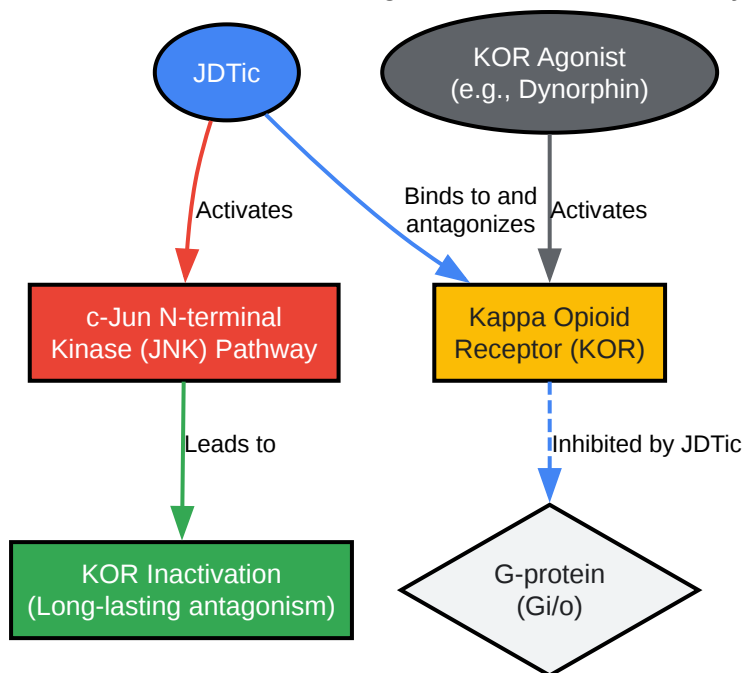 JDTic
KOR Agonist
(e.g., Dynorphin)
Activates
Binds to and
antagonizes
Activates
c-Jun N-terminal
Kinase (JNK) Pathway
Kappa Opioid
Receptor (KOR)
Leads to
Inhibited by JDTic
KOR Inactivation
(Long-lasting antagonism)
G-protein
(Gi/o)